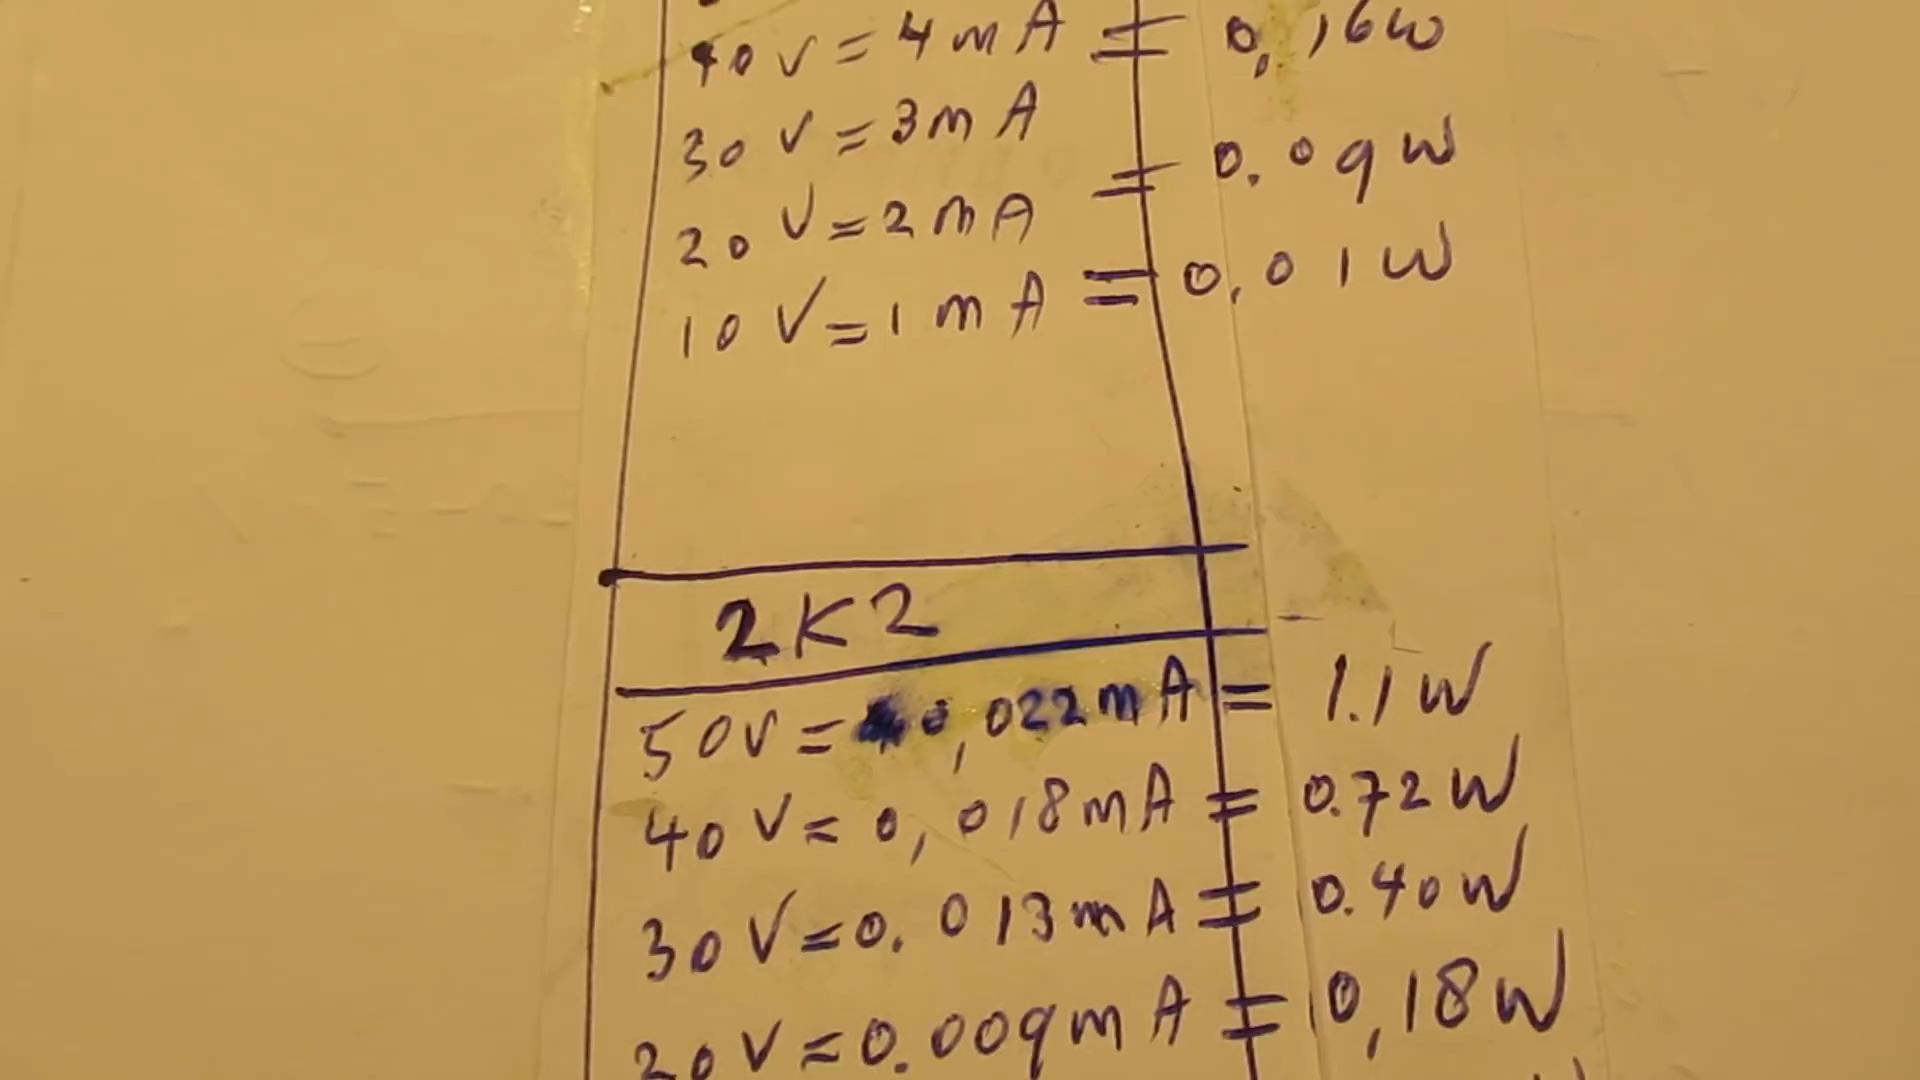 40V = 4mA = 0,16W
30V = 3mA = 0.09W
20V = 2mA
10V = 1mA = 0,01W
2K2
50V = 0,022mA = 1.1W
40V = 0,018mA = 0.72W
30V = 0.013mA = 0.40W
20V = 0.009mA = 0,18W